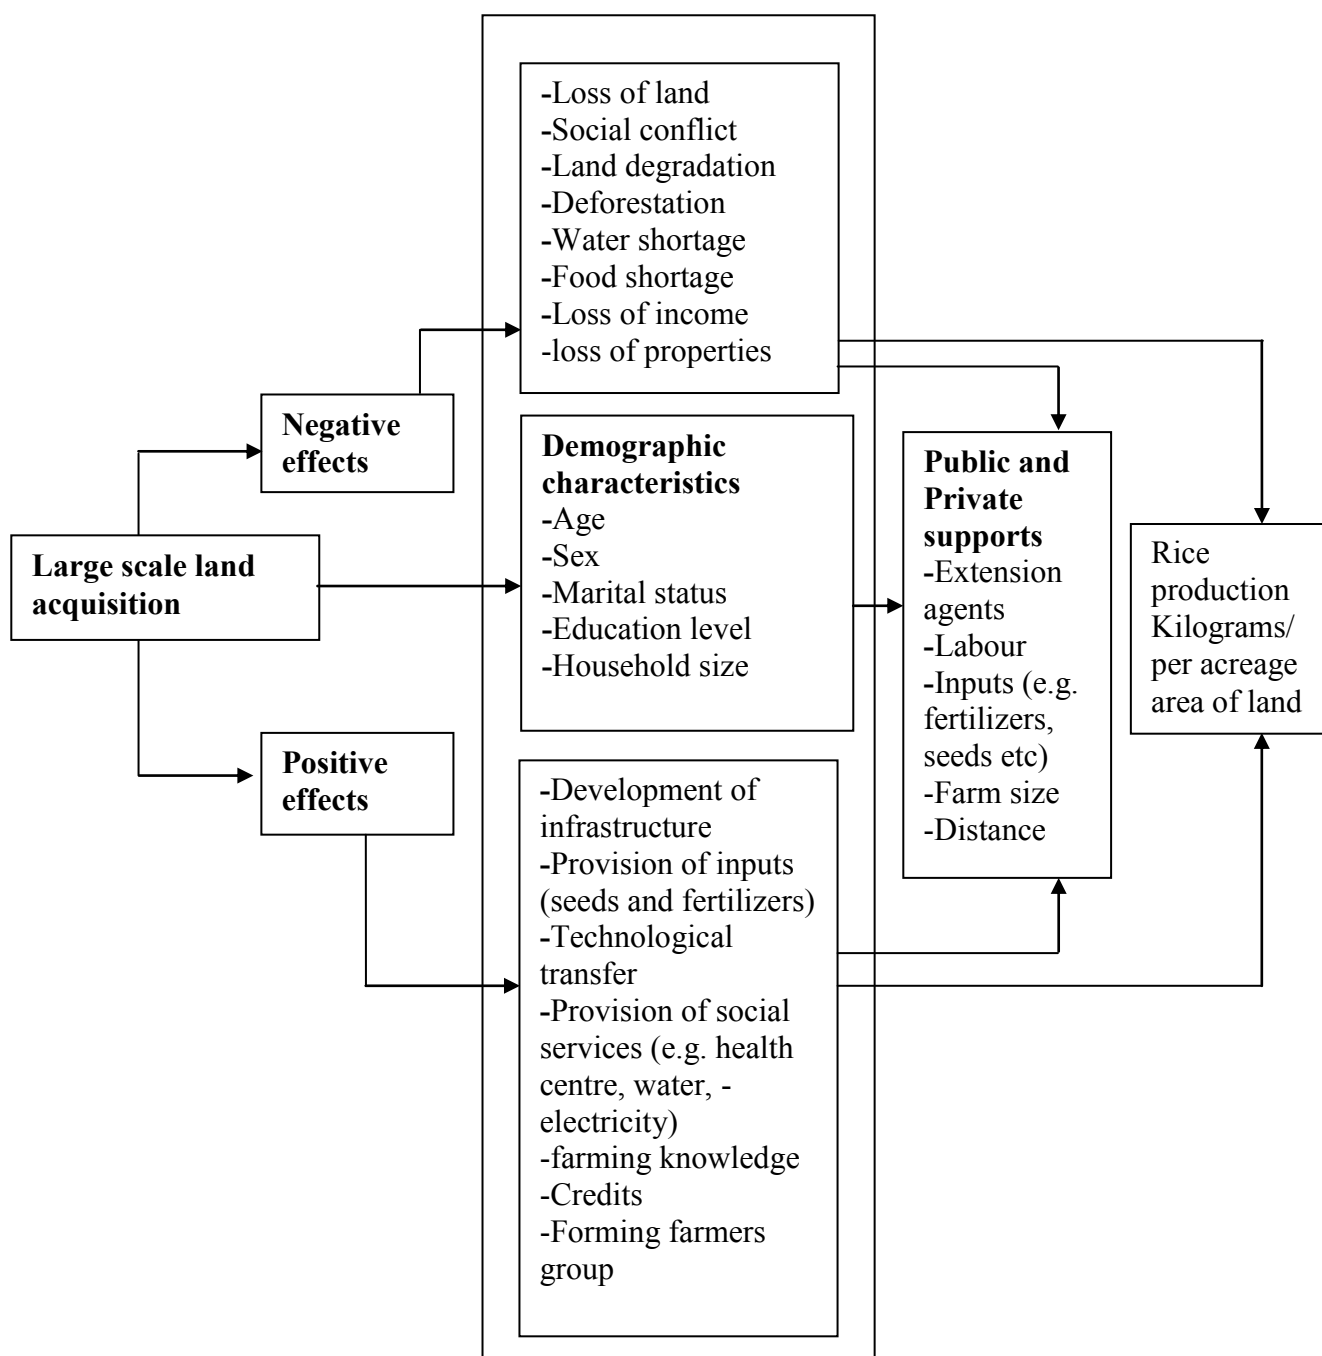 -Loss of land
-Social conflict
-Land degradation
-Deforestation
-Water shortage
-Food shortage
-Loss of income
-loss of properties
Negative
effects
Large scale land
acquisition
Positive
effects
Demographic
characteristics
-Age
-Sex
-Marital status
-Education level
-Household size
-Development of
infrastructure
-Provision of inputs
(seeds and fertilizers)
-Technological
transfer
-Provision of social
services (e.g. health
centre, water, -
electricity)
-farming knowledge
-Credits
-Forming farmers
group
Public and
Private
supports
-Extension
agents
-Labour
-Inputs (e.g.
fertilizers,
seeds etc)
-Farm size
-Distance
Rice
production
Kilograms/
per acreage
area of land